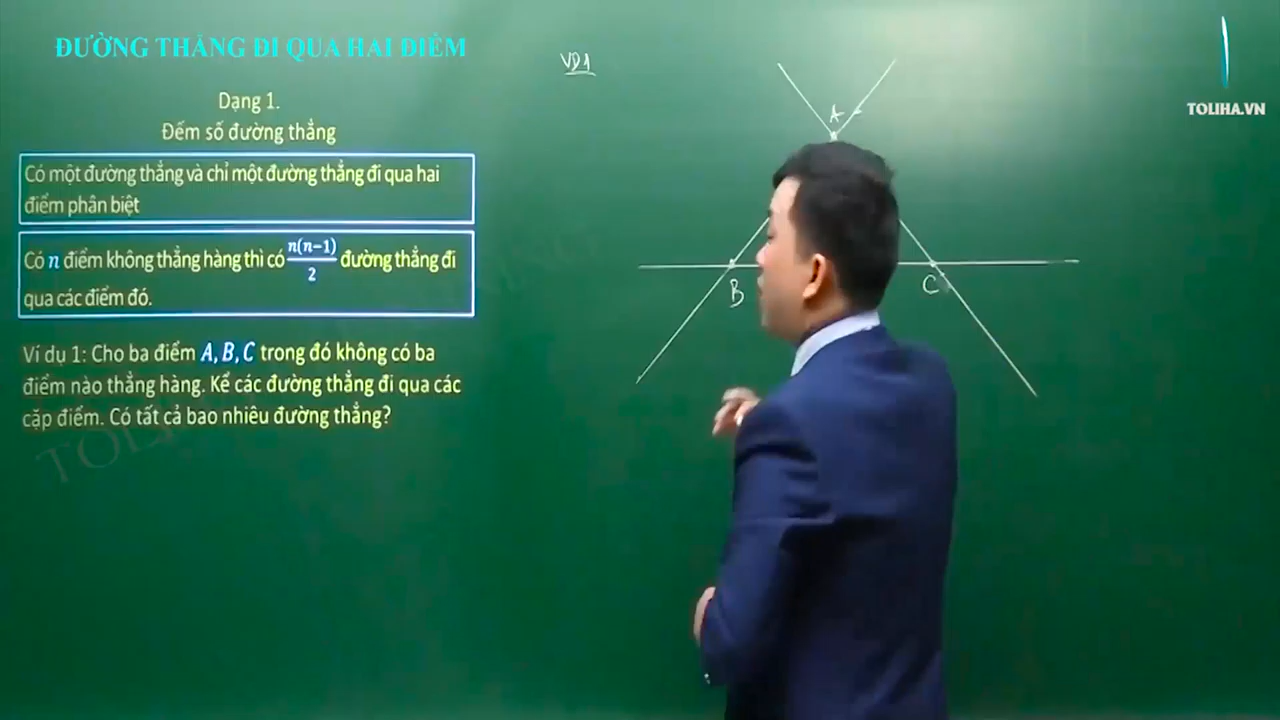 ĐƯỜNG THẲNG ĐI QUA HAI ĐIỂM
Dạng 1.
Đếm số đường thẳng
Có một đường thẳng và chỉ một đường thẳng đi qua hai
điểm phân biệt
Có n điểm không thẳng hàng thì có n(n−1)/2 đường thẳng đi
qua các điểm đó.
Ví dụ 1: Cho ba điểm A, B, C trong đó không có ba
điểm nào thẳng hàng. Kể các đường thẳng đi qua các
cặp điểm. Có tất cả bao nhiêu đường thẳng?
VD1
A
B
C
TOLIHA.VN